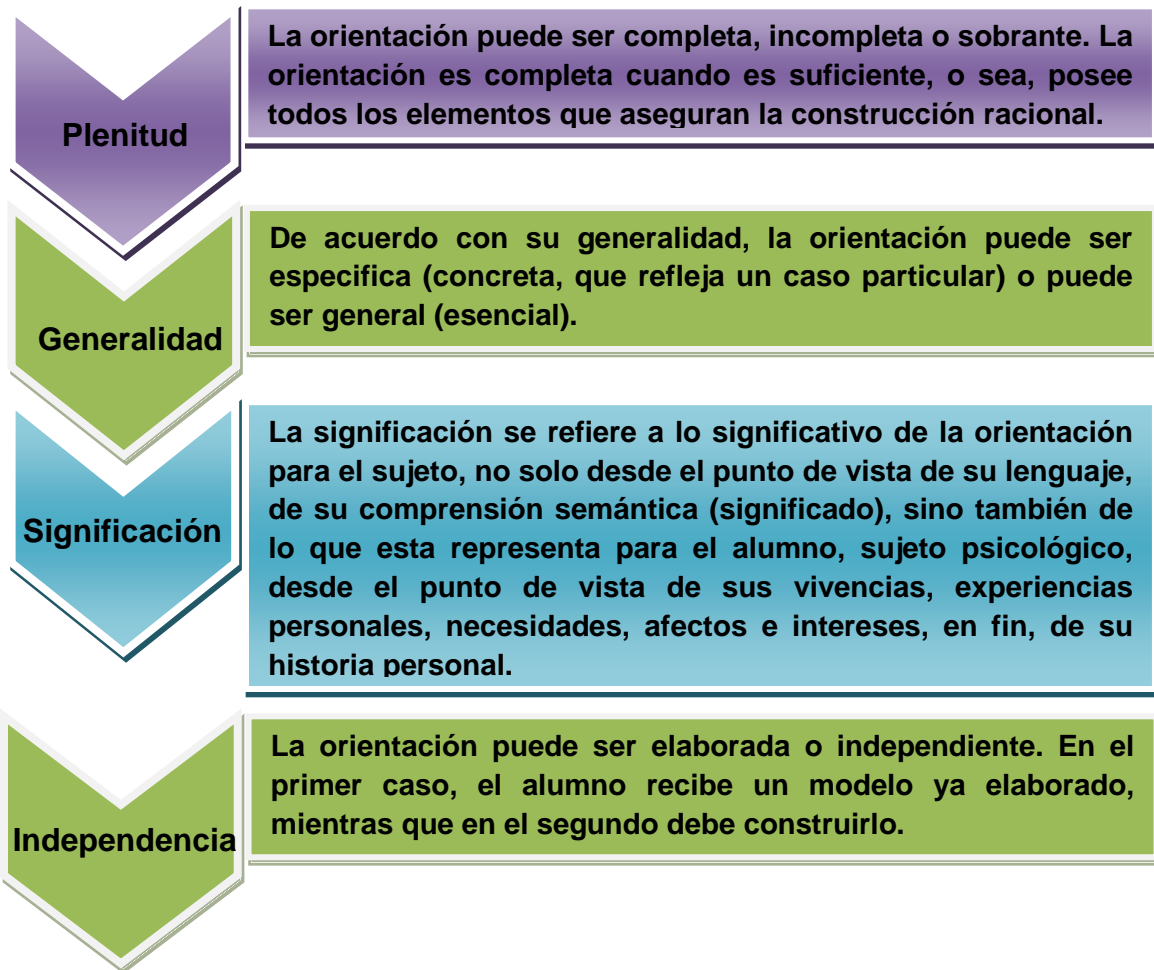 Plenitud
La orientación puede ser completa, incompleta o sobrante. La
orientación es completa cuando es suficiente, o sea, posee
todos los elementos que aseguran la construcción racional.
Generalidad
De acuerdo con su generalidad, la orientación puede ser
especifica (concreta, que refleja un caso particular) o puede
ser general (esencial).
Significación
La significación se refiere a lo significativo de la orientación
para el sujeto, no solo desde el punto de vista de su lenguaje,
de su comprensión semántica (significado), sino también de
lo que esta representa para el alumno, sujeto psicológico,
desde el punto de vista de sus vivencias, experiencias
personales, necesidades, afectos e intereses, en fin, de su
historia personal.
Independencia
La orientación puede ser elaborada o independiente. En el
primer caso, el alumno recibe un modelo ya elaborado,
mientras que en el segundo debe construirlo.